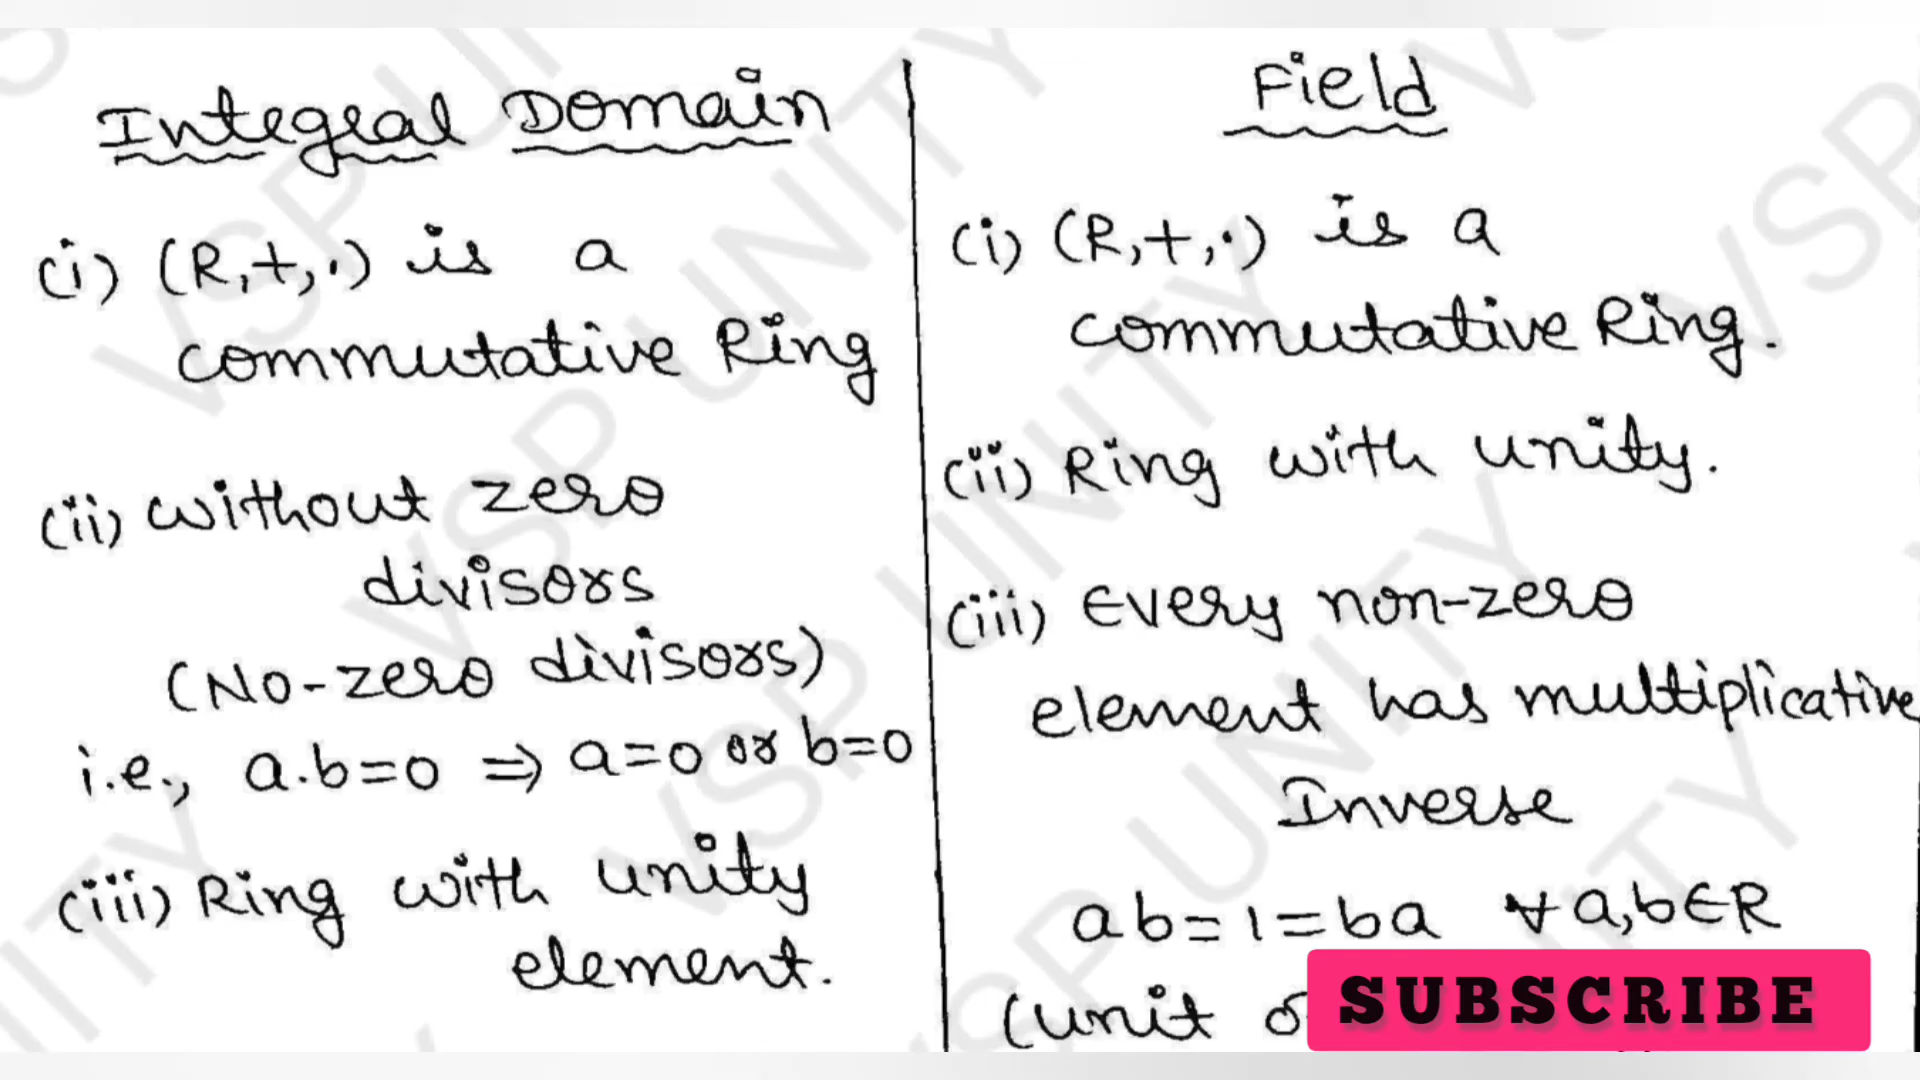 Integral Domain
(i) (R,+,·) is a
commutative Ring
(ii) without zero
divisors
(No-zero divisors)
i.e., a.b=0 ⇒ a=0 or b=0
(iii) Ring with unity
element.
Field
(i) (R,+,·) is a
commutative Ring.
(ii) Ring with unity.
(iii) Every non-zero
element has multiplicative
Inverse
ab=1=ba ∀ a,b∈R
(unit
SUBSCRIBE
VSP UNITY